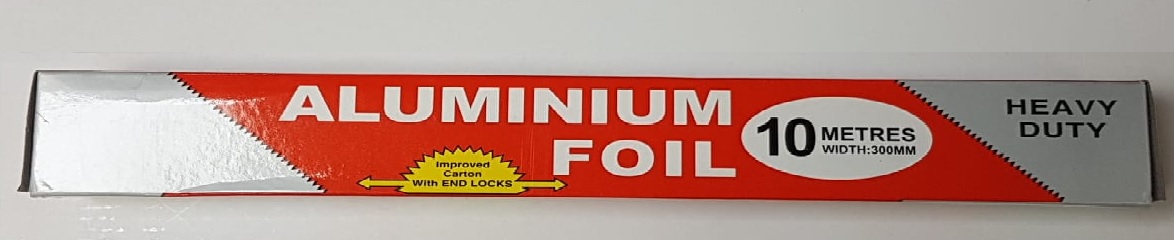 ALUMINIUM
FOIL
Improved
Carton
With END LOCKS
10 METRES
WIDTH:300MM
HEAVY
DUTY